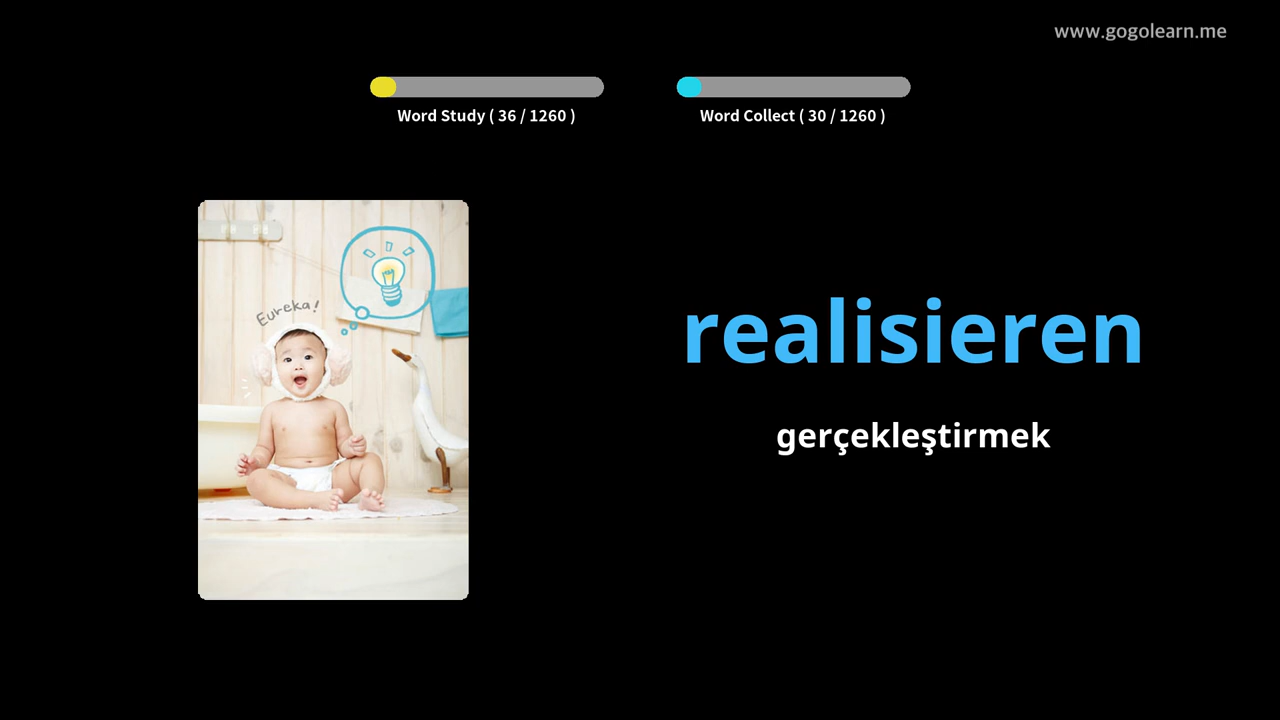 www.gogolearn.me
Word Study ( 36 / 1260 )
Word Collect ( 30 / 1260 )
Eureka!
realisieren
gerçekleştirmek